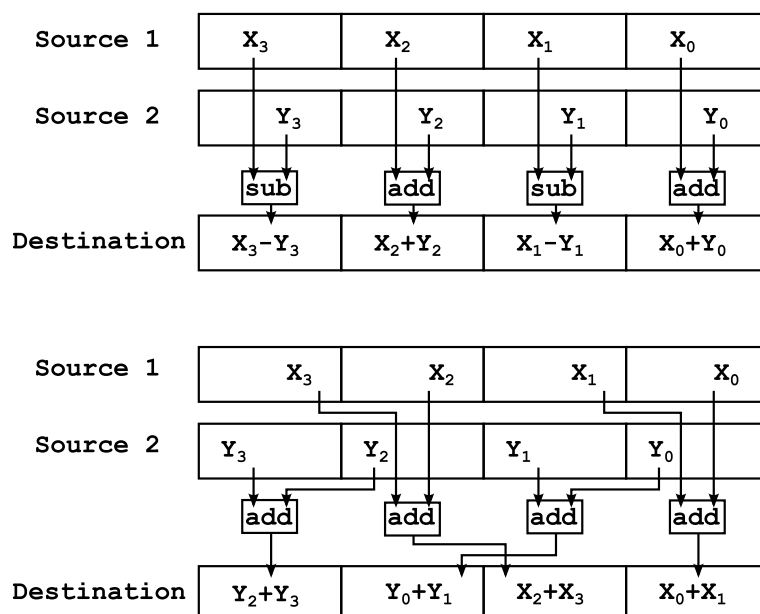 Source 1 X₃ X₂ X₁ X₀
Source 2 Y₃ Y₂ Y₁ Y₀
sub add sub add
Destination X₃-Y₃ X₂+Y₂ X₁-Y₁ X₀+Y₀
Source 1 X₃ X₂ X₁ X₀
Source 2 Y₃ Y₂ Y₁ Y₀
add add add add
Destination Y₂+Y₃ Y₀+Y₁ X₂+X₃ X₀+X₁